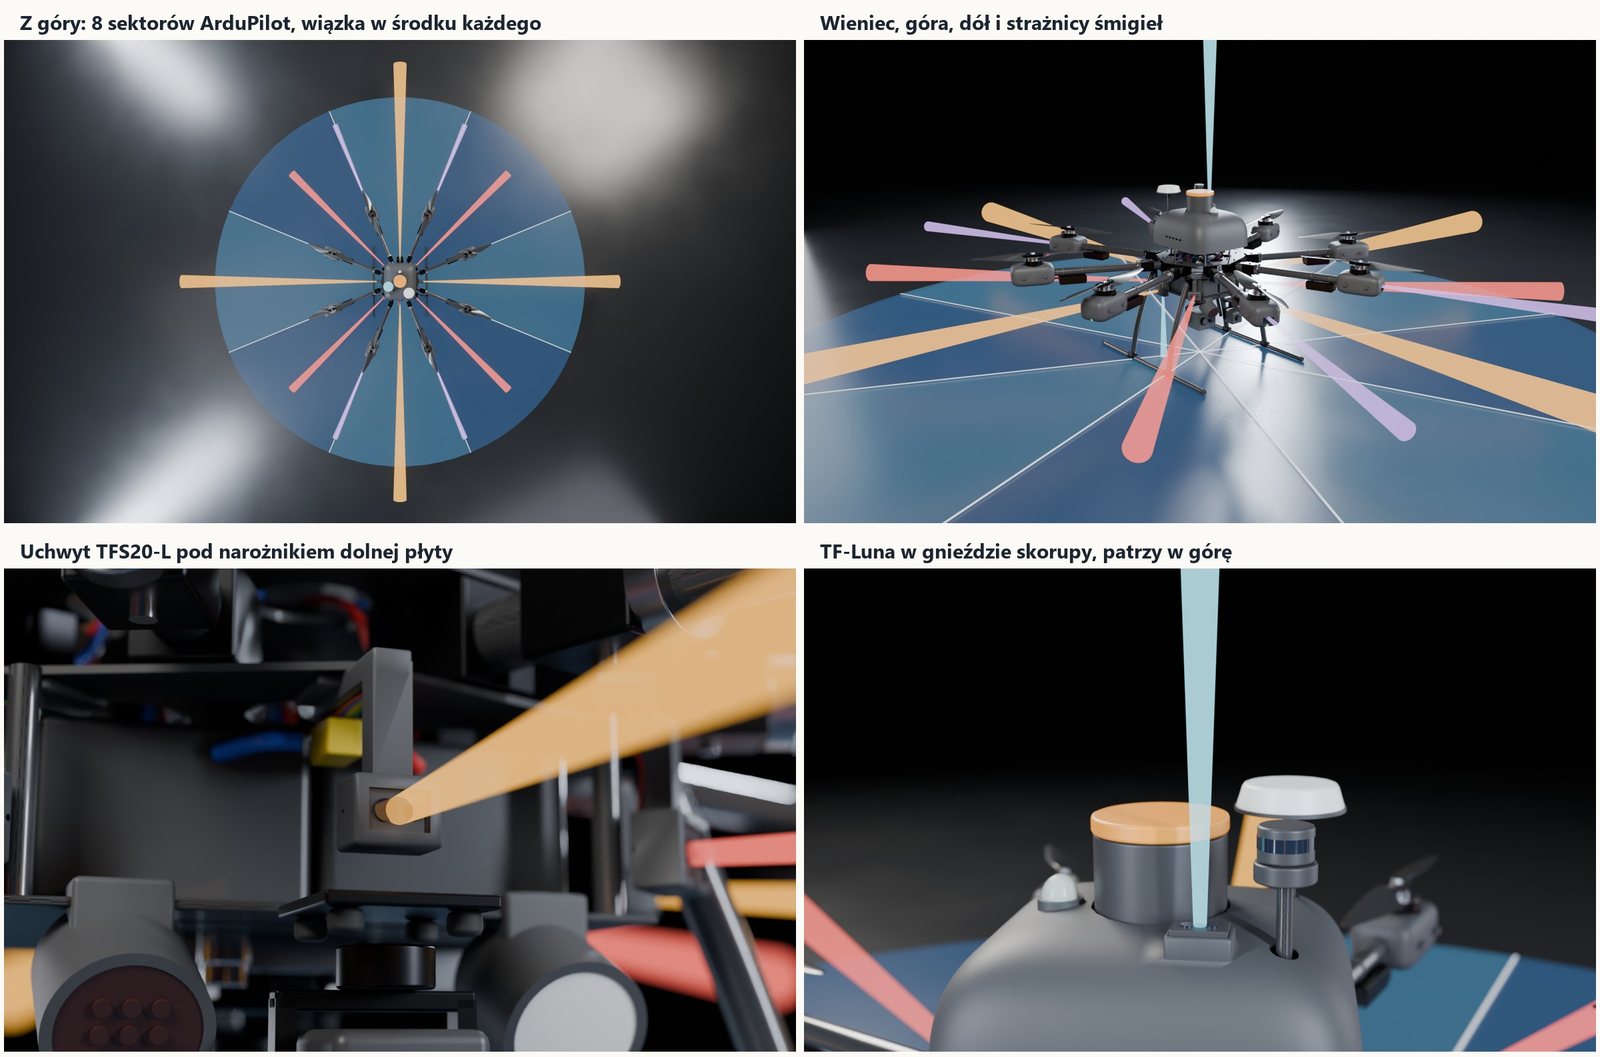 Z góry: 8 sektorów ArduPilot, wiązka w środku każdego
Wieniec, góra, dół i strażnicy śmigieł
Uchwyt TFS20-L pod narożnikiem dolnej płyty
TF-Luna w gnieździe skorupy, patrzy w górę